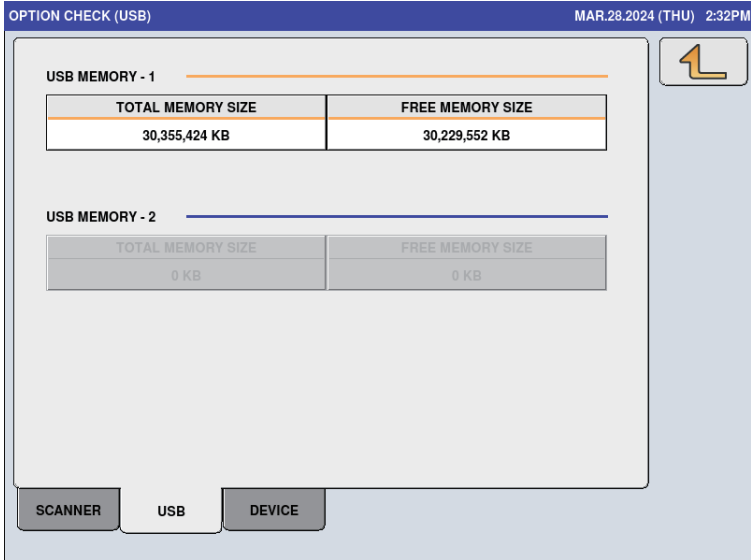 OPTION CHECK (USB) MAR.28.2024 (THU) 2:32PM
USB MEMORY - 1
TOTAL MEMORY SIZE FREE MEMORY SIZE
30,355,424 KB 30,229,552 KB
USB MEMORY - 2
TOTAL MEMORY SIZE FREE MEMORY SIZE
0 KB 0 KB
SCANNER USB DEVICE